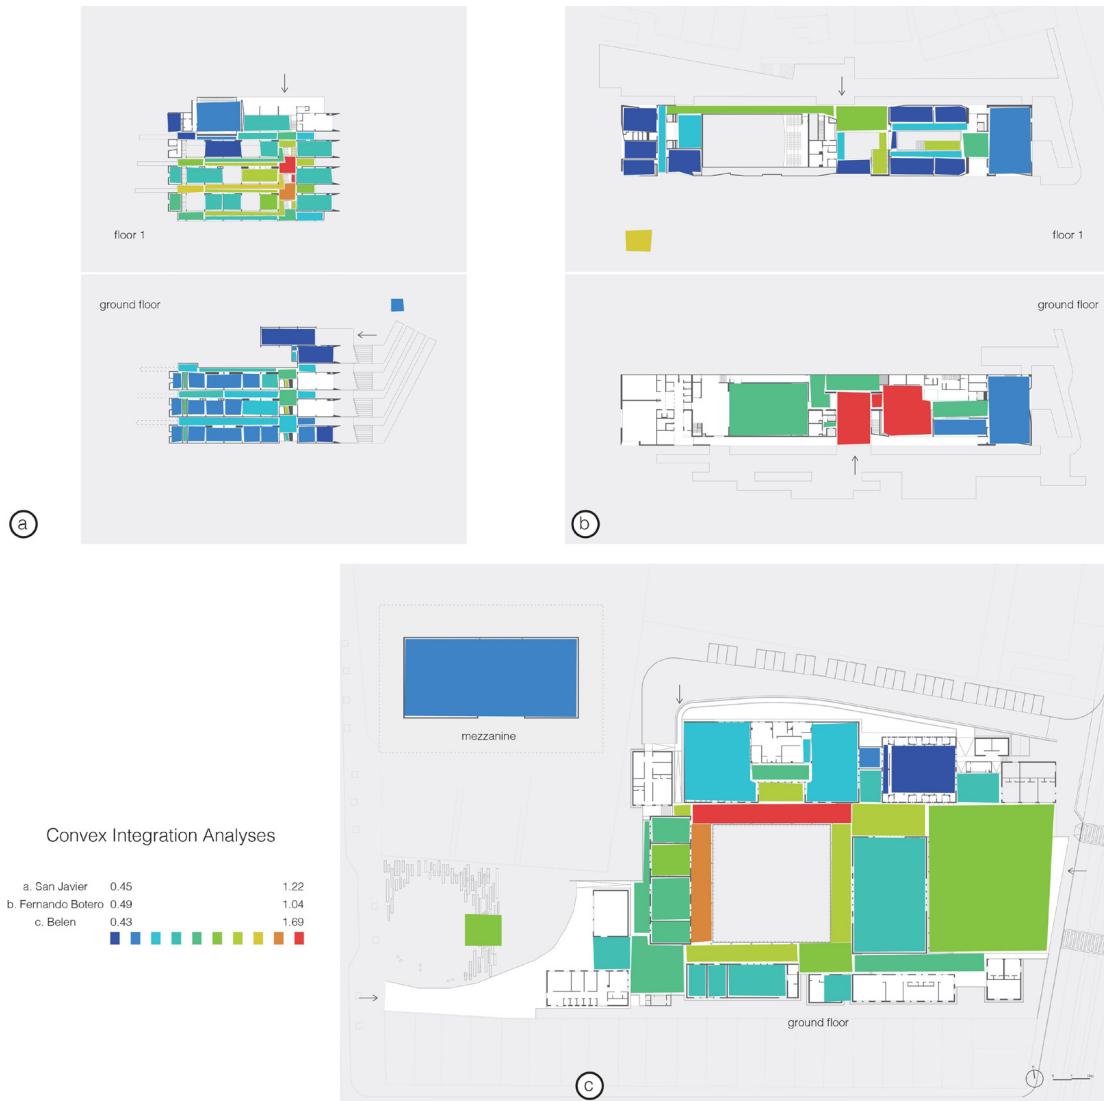 floor 1
floor 1
ground floor
ground floor
a
b
mezzanine
Convex Integration Analyses
a. San Javier 0.45 1.22
b. Fernando Botero 0.49 1.04
c. Belen 0.43 1.69
ground floor
c